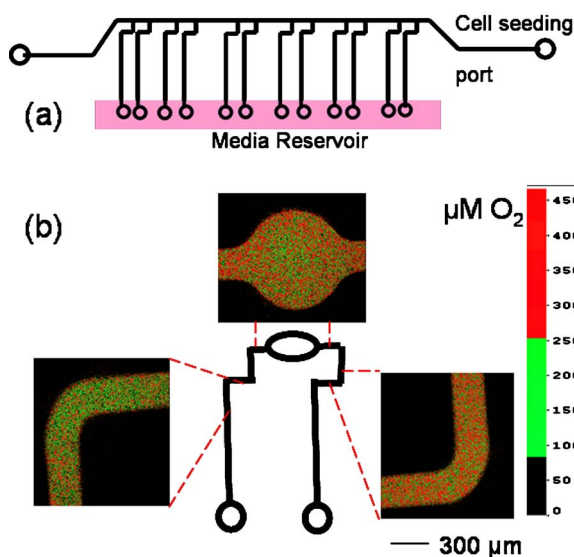 Cell seeding
port
(a)
Media Reservoir
(b)
µM O2
450
400
350
300
250
200
150
100
50
0
300 µm